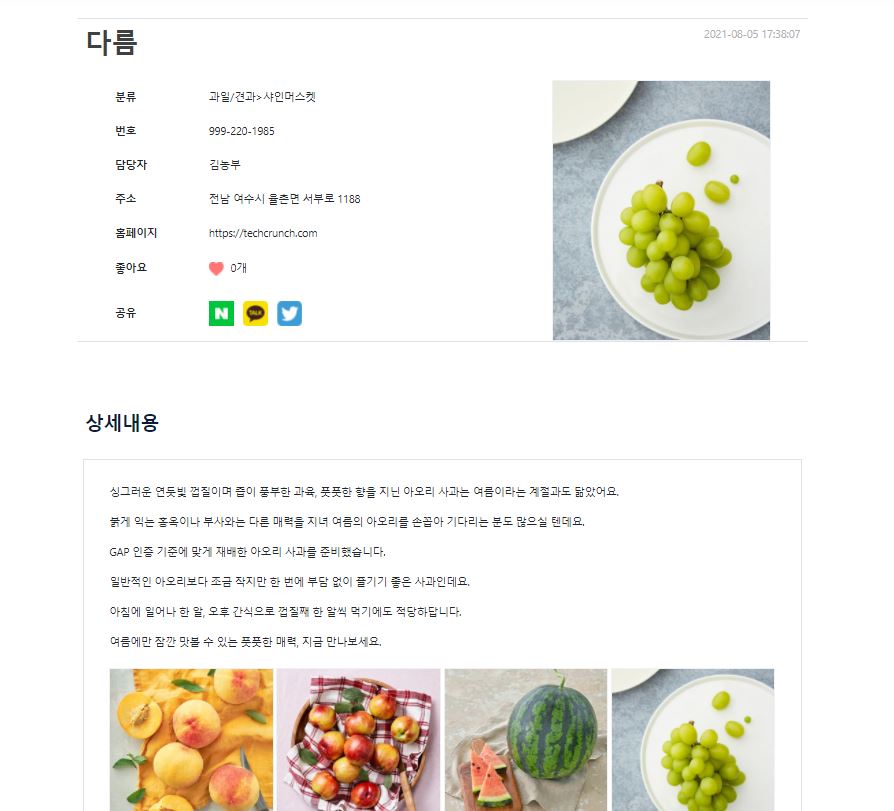 다름
2021-08-05 17:38:07
분류 과일/견과>샤인머스켓
번호 999-220-1985
담당자 김농부
주소 전남 여수시 율촌면 서부로 1188
홈페이지 https://techcrunch.com
좋아요 0개
공유 N TALK
상세내용
싱그러운 연둣빛 껍질이며 즙이 풍부한 과육, 풋풋한 향을 지닌 아오리 사과는 여름이라는 계절과도 닮았어요.
붉게 익는 홍옥이나 부사와는 다른 매력을 지녀 여름의 아오리를 손꼽아 기다리는 분도 많으실 텐데요.
GAP 인증 기준에 맞게 재배한 아오리 사과를 준비했습니다.
일반적인 아오리보다 조금 작지만 한 번에 부담 없이 즐기기 좋은 사과인데요.
아침에 일어나 한 알, 오후 간식으로 껍질째 한 알씩 먹기에도 적당하답니다.
여름에만 잠깐 맛볼 수 있는 풋풋한 매력, 지금 만나보세요.